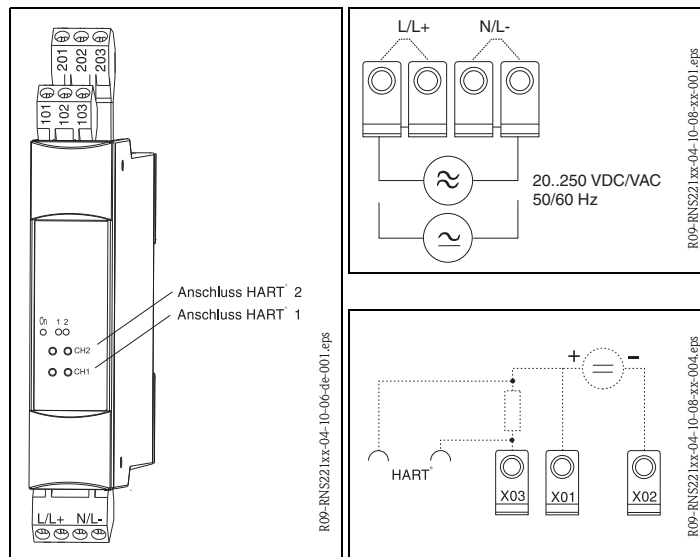 201 202 203
101 102 103
Anschluss HART® 2
Anschluss HART® 1
On 1 2
CH2
CH1
L/L+ N/L-
R09-RNS221xx-04-10-06-de-001.eps
L/L+ N/L-
20..250 VDC/VAC
50/60 Hz
R09-RNS221xx-04-10-08-xx-001.eps
+ -
HART®
X03 X01 X02
R09-RNS221xx-04-10-08-xx-004.eps